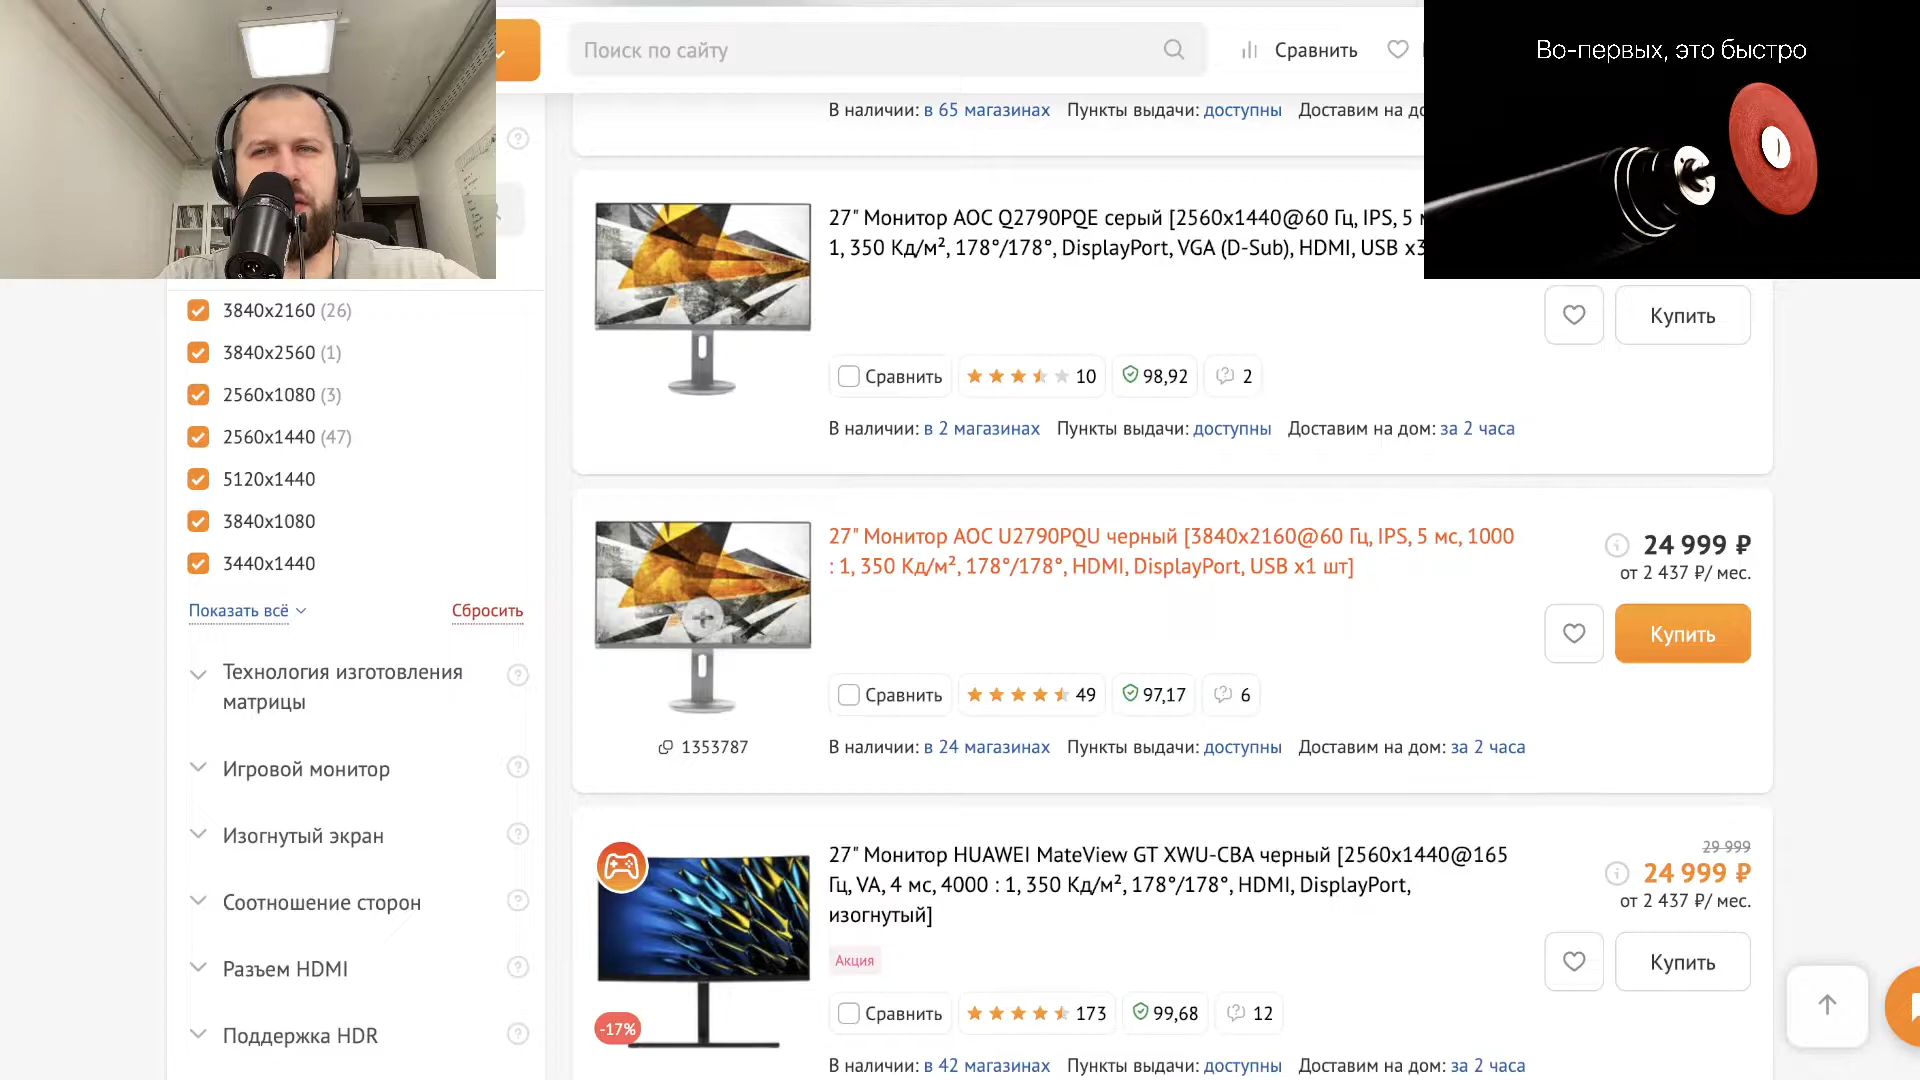 Поиск по сайту
Сравнить
Во-первых, это быстро
В наличии: в 65 магазинах Пункты выдачи: доступны Доставим на
27" Монитор AOC Q2790PQE серый [2560x1440@60 Гц, IPS, 5
1, 350 Кд/м², 178°/178°, DisplayPort, VGA (D-Sub), HDMI, USB x3
Купить
Сравнить 10 98,92 2
В наличии: в 2 магазинах Пункты выдачи: доступны Доставим на дом: за 2 часа
3840x2160 (26)
3840x2560 (1)
2560x1080 (3)
2560x1440 (47)
5120x1440
3840x1080
3440x1440
Показать всё
Сбросить
Технология изготовления
матрицы
Игровой монитор
Изогнутый экран
Соотношение сторон
Разъем HDMI
Поддержка HDR
27" Монитор AOC U2790PQU черный [3840x2160@60 Гц, IPS, 5 мс, 1000
: 1, 350 Кд/м², 178°/178°, HDMI, DisplayPort, USB x1 шт]
24 999 ₽
от 2 437 ₽/ мес.
Купить
Сравнить 49 97,17 6
1353787
В наличии: в 24 магазинах Пункты выдачи: доступны Доставим на дом: за 2 часа
27" Монитор HUAWEI MateView GT XWU-CBA черный [2560x1440@165
Гц, VA, 4 мс, 4000 : 1, 350 Кд/м², 178°/178°, HDMI, DisplayPort,
изогнутый]
29 999
24 999 ₽
от 2 437 ₽/ мес.
Акция
Купить
Сравнить 173 99,68 12
-17%
В наличии: в 42 магазинах Пункты выдачи: доступны Доставим на дом: за 2 часа